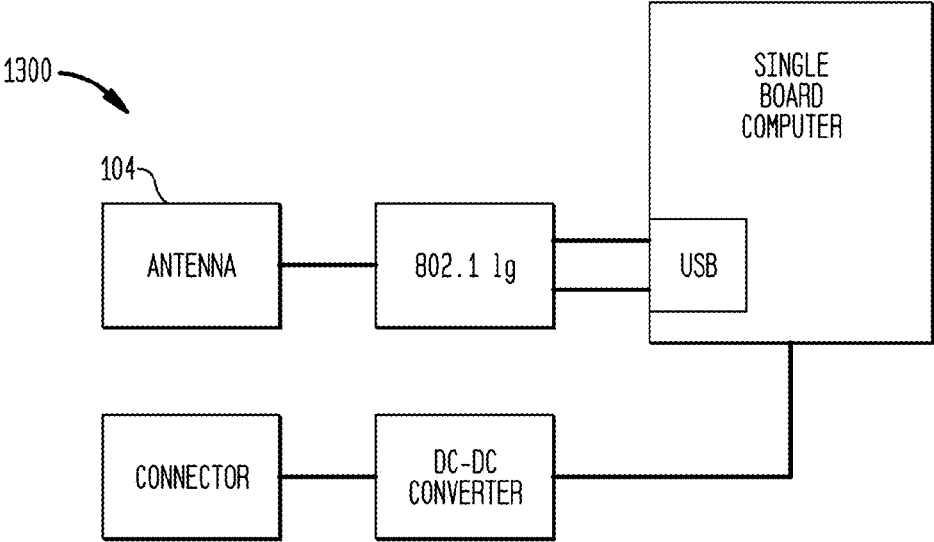 1300
SINGLE
BOARD
COMPUTER
104
ANTENNA
802.1 lg
USB
CONNECTOR
DC-DC
CONVERTER